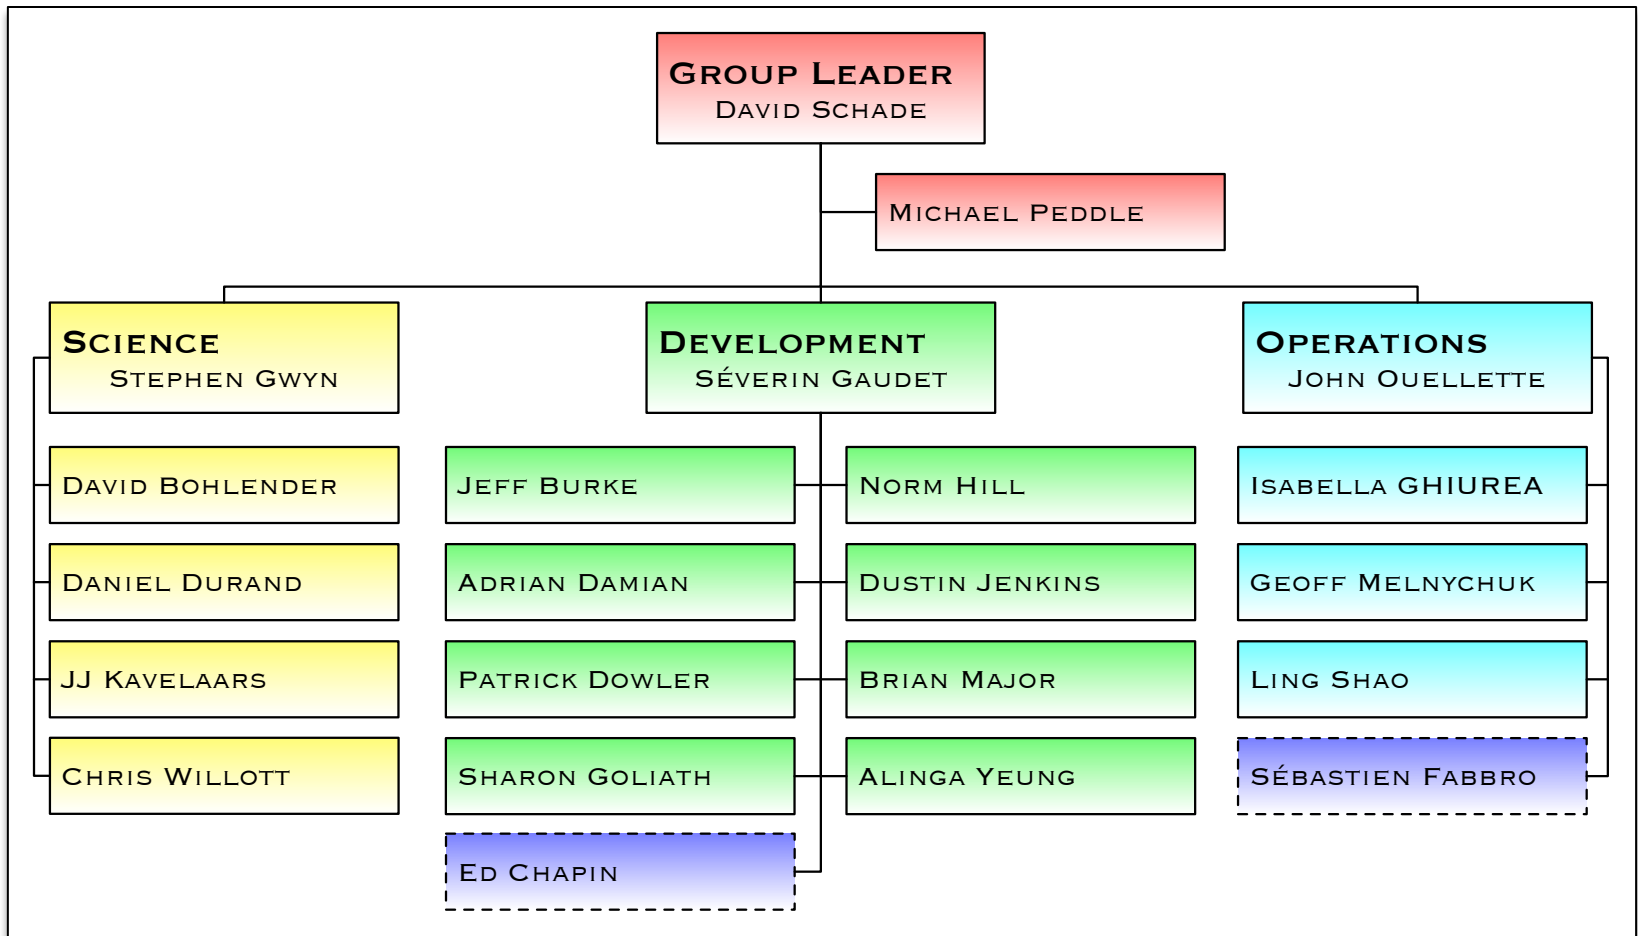 Group Leader
David Schade
Michael Peddle
Science
Stephen Gwyn
Development
Séverin Gaudet
Operations
John Ouellette
David Bohlender
Jeff Burke
Norm Hill
Isabella GHIUREA
Daniel Durand
Adrian Damian
Dustin Jenkins
Geoff Melnychuk
JJ Kavelaars
Patrick Dowler
Brian Major
Ling Shao
Chris Willott
Sharon Goliath
Alinga Yeung
Sébastien Fabbro
Ed Chapin